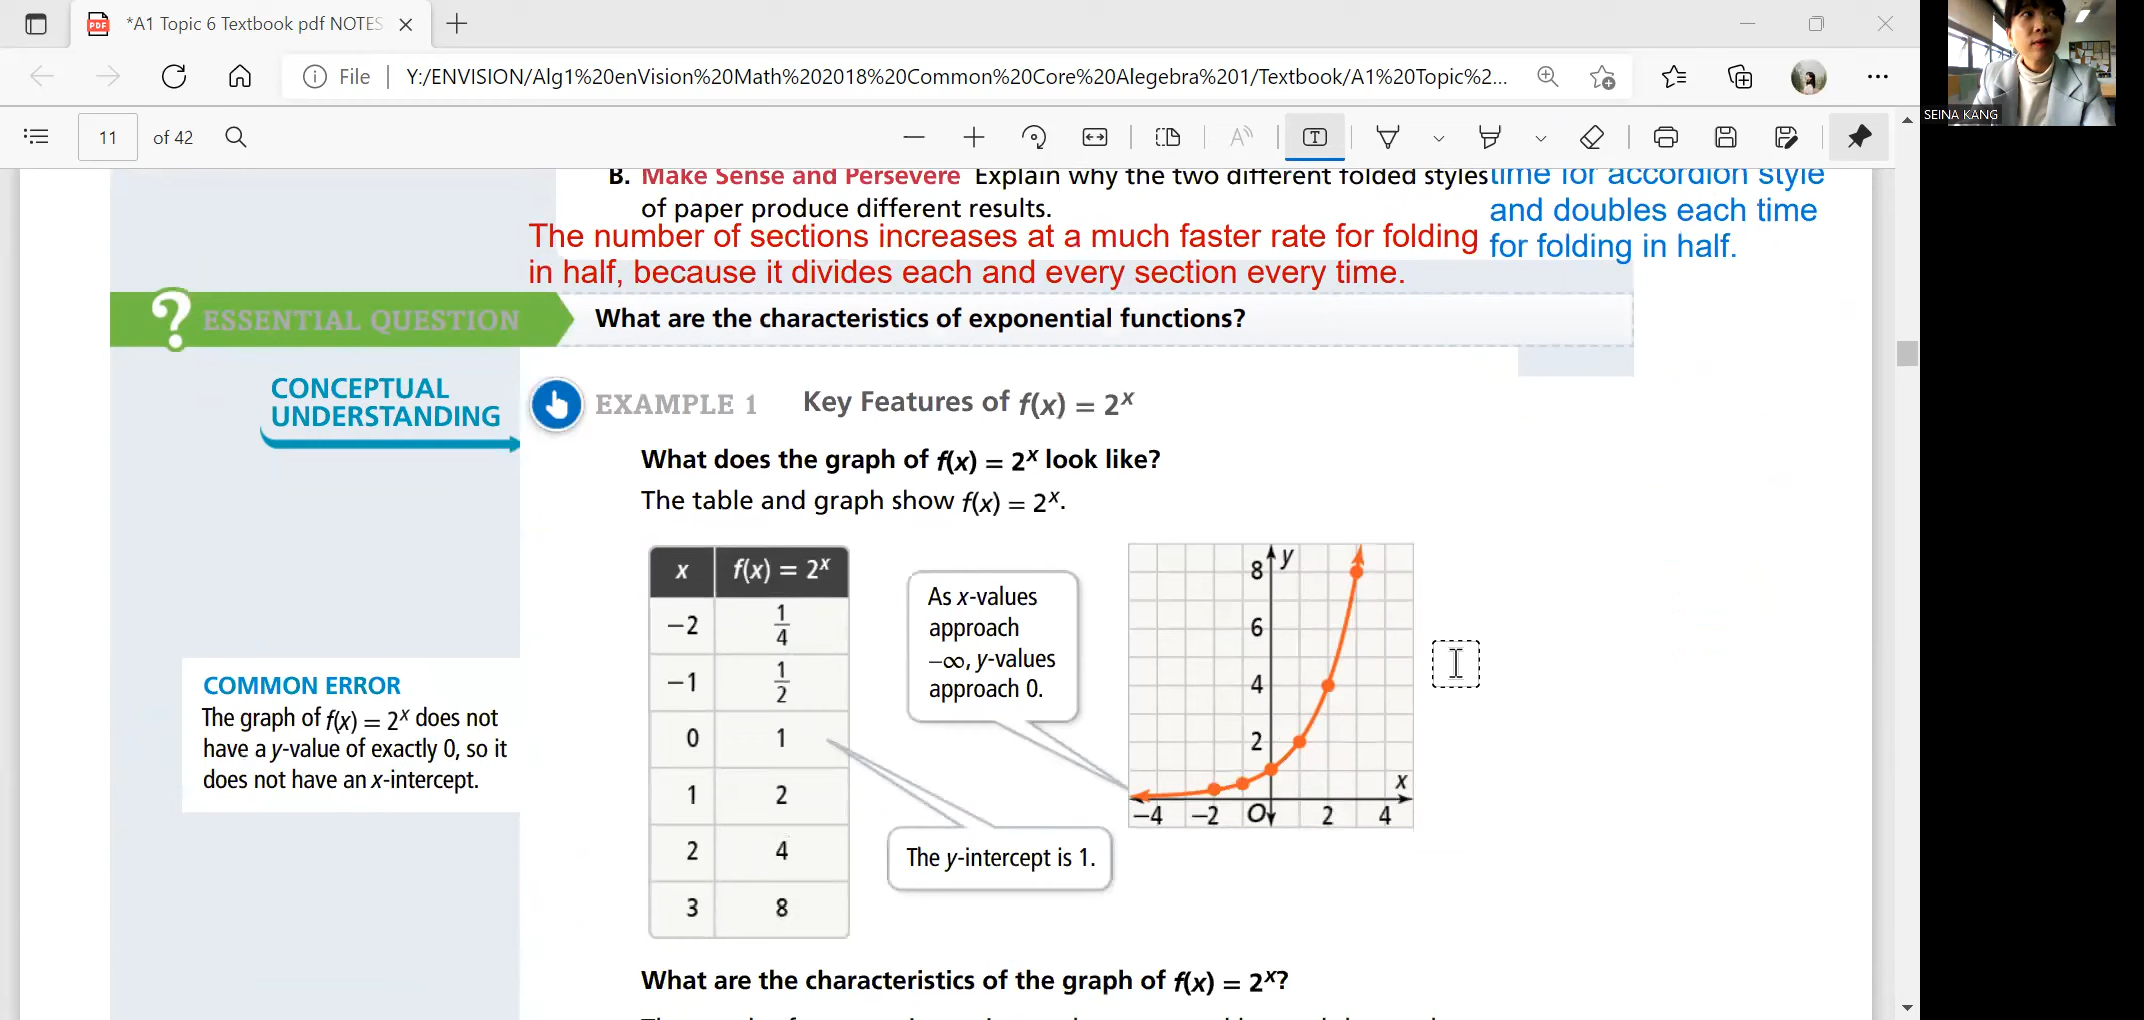 *A1 Topic 6 Textbook pdf NOTES
File
Y:/ENVISION/Alg1%20enVision%20Math%202018%20Common%20Core%20Alegebra%201/Textbook/A1%20Topic%2...
SEINA KANG
11 of 42
B. Make Sense and Persevere Explain why the two different folded styles
of paper produce different results.
time for accordion style
and doubles each time
for folding in half.
The number of sections increases at a much faster rate for folding
in half, because it divides each and every section every time.
? ESSENTIAL QUESTION
What are the characteristics of exponential functions?
CONCEPTUAL
UNDERSTANDING
EXAMPLE 1 Key Features of f(x) = 2ˣ
What does the graph of f(x) = 2ˣ look like?
The table and graph show f(x) = 2ˣ.
x f(x) = 2ˣ
−2 1/4
−1 1/2
0 1
1 2
2 4
3 8
As x-values
approach
−∞, y-values
approach 0.
The y-intercept is 1.
y
8
6
4
2
x
−4 −2 O 2 4
COMMON ERROR
The graph of f(x) = 2ˣ does not
have a y-value of exactly 0, so it
does not have an x-intercept.
What are the characteristics of the graph of f(x) = 2ˣ?